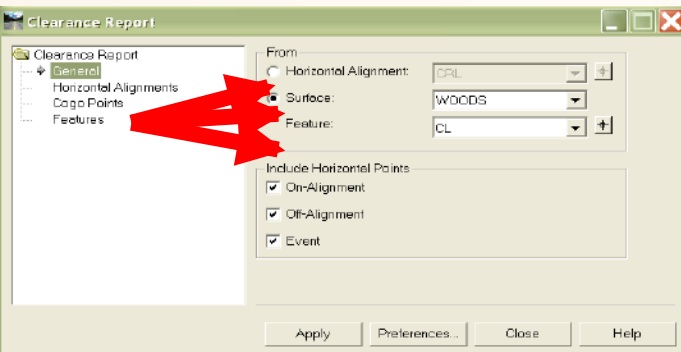 Clearance Report
Clearance Report
General
Horizontal Alignments
Cogo Points
Features
From
Horizontal Alignment:
CRL
Surface:
WOODS
Feature:
CL
Include Horizontal Points
On-Alignment
Off-Alignment
Event
Apply
Preferences...
Close
Help